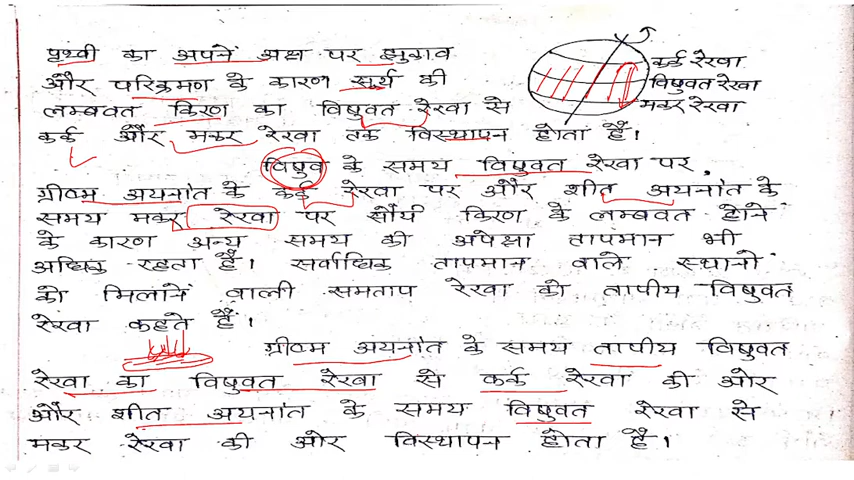 पृथ्वी का अपने अक्ष पर झुकाव
और परिक्रमण के कारण सूर्य की
लम्बवत किरण का विषुवत रेखा से
कर्क और मकर रेखा तक विस्थापन होता है।
कर्क रेखा
विषुवत रेखा
मकर रेखा
विषुव के समय विषुवत रेखा पर,
ग्रीष्म अयनांत के कर्क रेखा पर और शीत अयनांत के
समय मकर रेखा पर सौर्य किरण के लम्बवत होने
के कारण अन्य समय की अपेक्षा तापमान भी
अधिक रहता है। सर्वाधिक तापमान वाले स्थानों
को मिलाने वाली समताप रेखा को तापीय विषुवत
रेखा कहते हैं।
ग्रीष्म अयनांत के समय तापीय विषुवत
रेखा का विषुवत रेखा से कर्क रेखा की ओर
और शीत अयनांत के समय विषुवत रेखा से
मकर रेखा की ओर विस्थापन होता है।